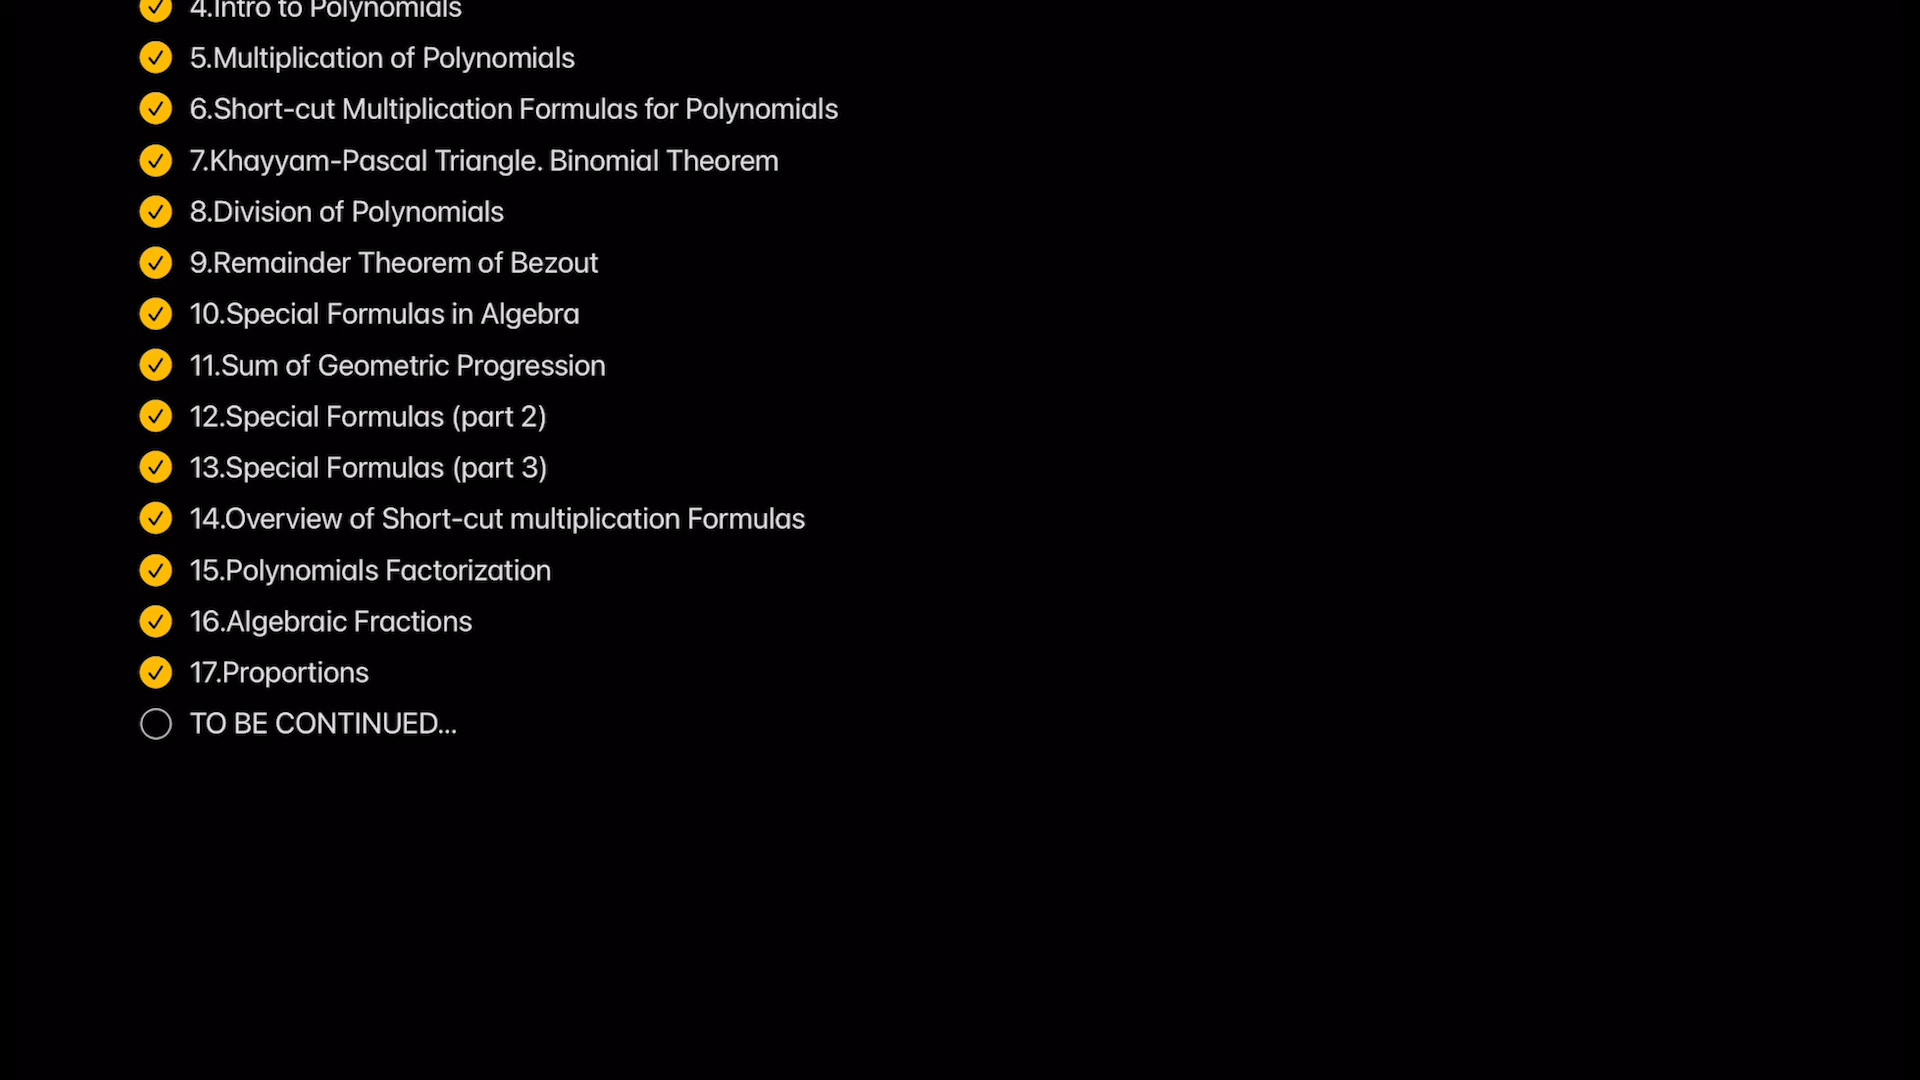 4.Intro to Polynomials
5.Multiplication of Polynomials
6.Short-cut Multiplication Formulas for Polynomials
7.Khayyam-Pascal Triangle. Binomial Theorem
8.Division of Polynomials
9.Remainder Theorem of Bezout
10.Special Formulas in Algebra
11.Sum of Geometric Progression
12.Special Formulas (part 2)
13.Special Formulas (part 3)
14.Overview of Short-cut multiplication Formulas
15.Polynomials Factorization
16.Algebraic Fractions
17.Proportions
TO BE CONTINUED...